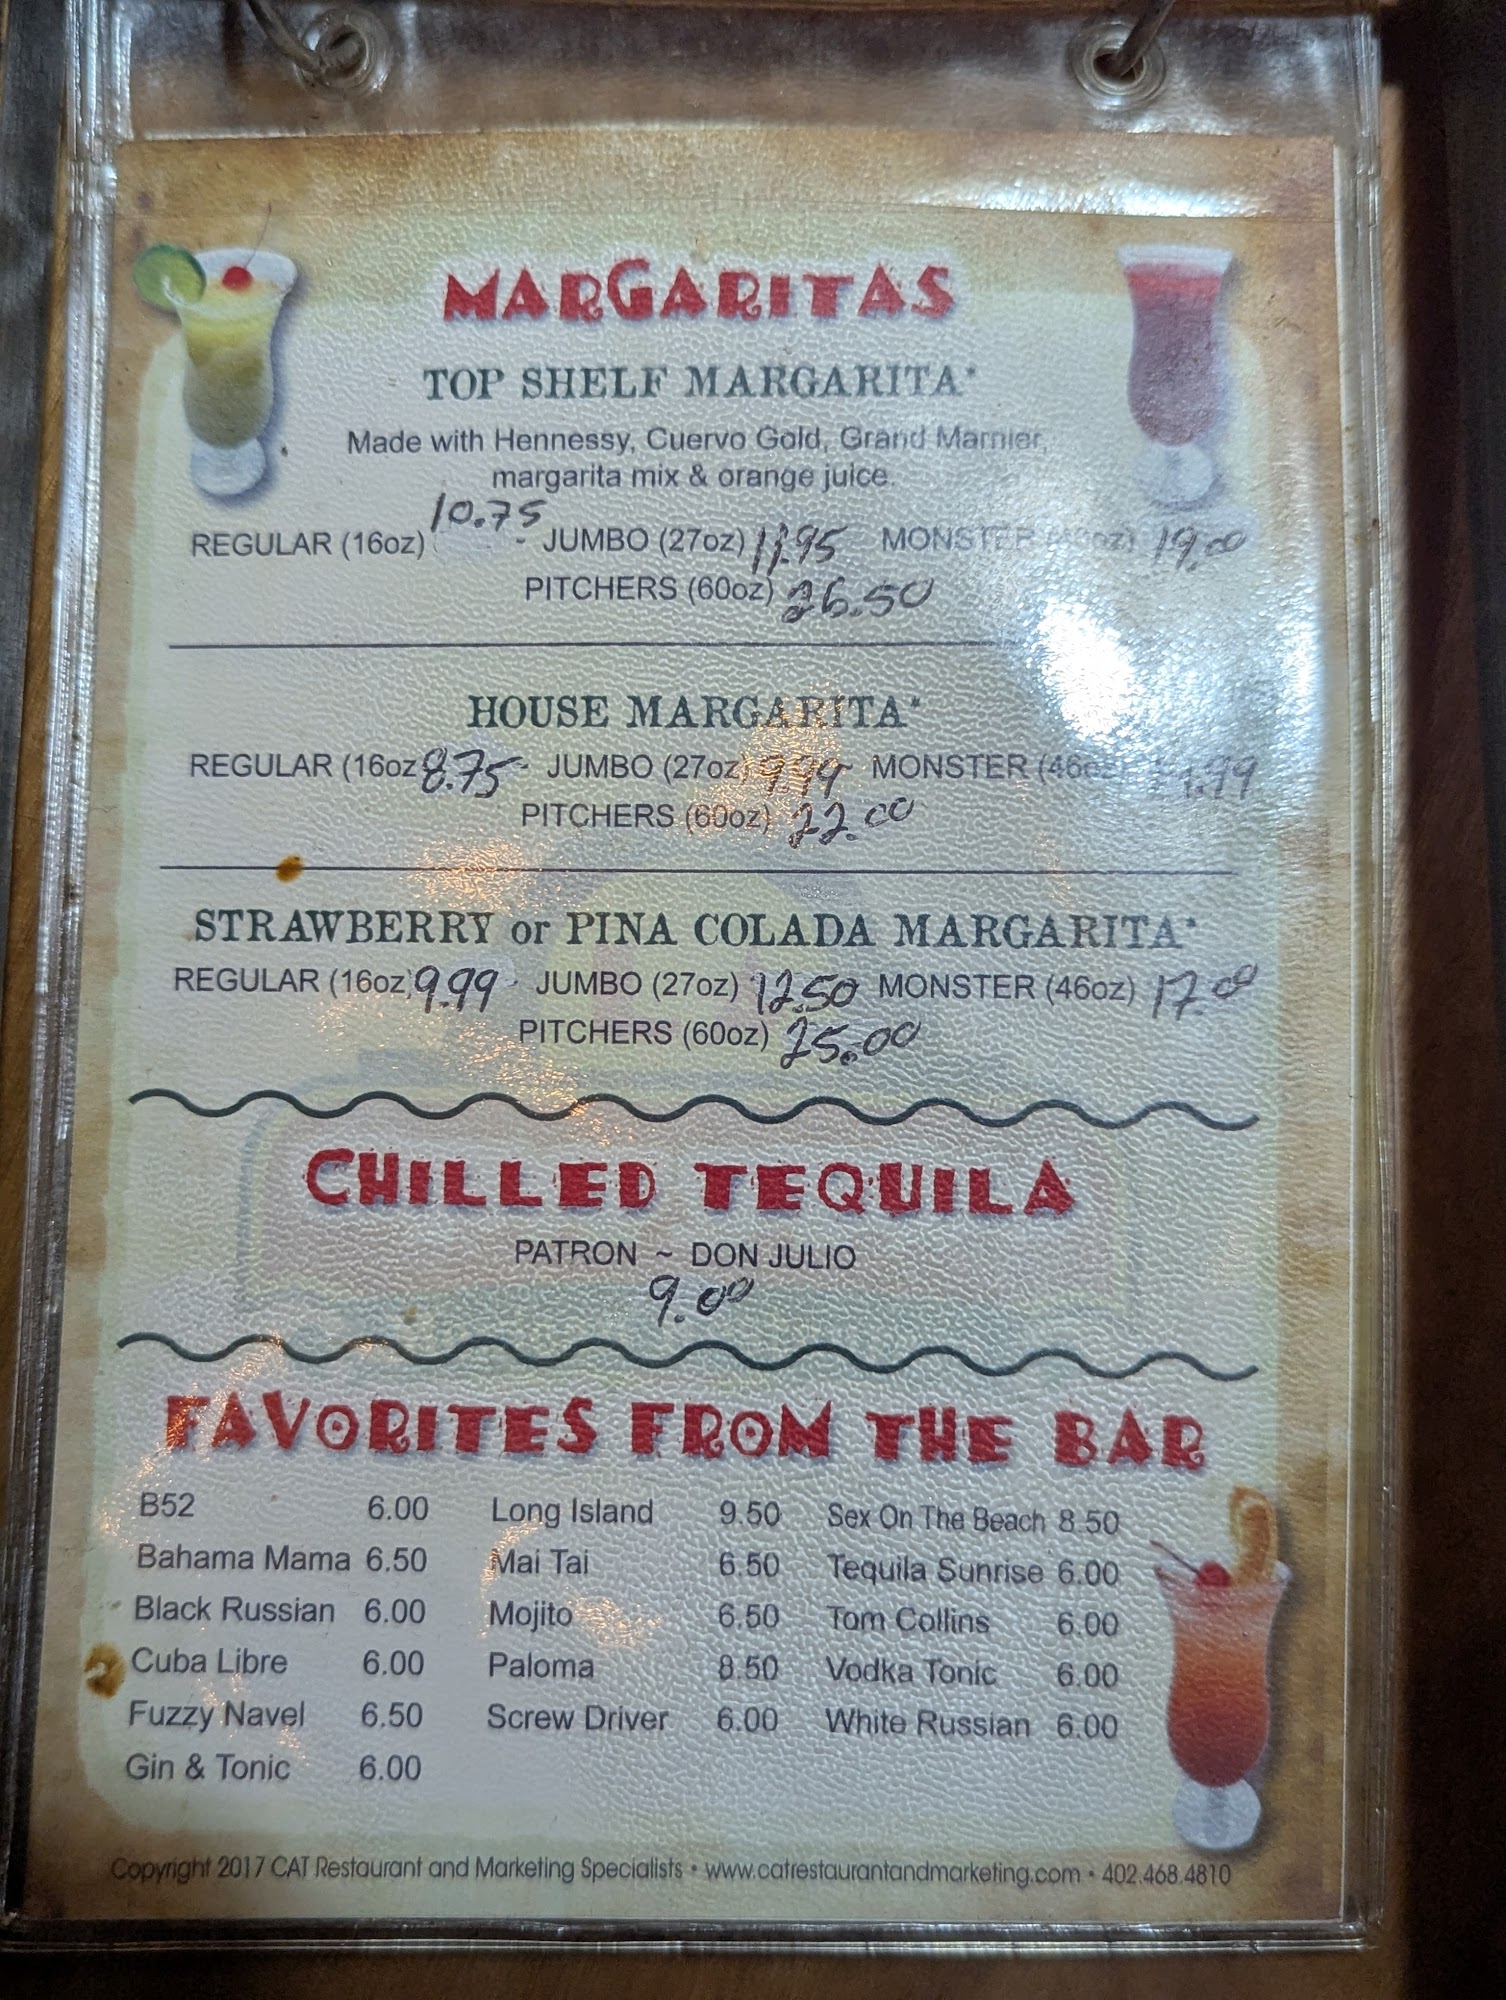 MARGARITAS
TOP SHELF MARGARITA*
Made with Hennessy, Cuervo Gold, Grand Marnier,
margarita mix & orange juice.
REGULAR (16oz) 10.75 - JUMBO (27oz) 11.95 MONSTER 19.00
PITCHERS (60oz) 26.50
HOUSE MARGARITA*
REGULAR (16oz 8.75 - JUMBO (27oz) 9.99 - MONSTER (46oz)
PITCHERS (60oz) 22.00
STRAWBERRY or PINA COLADA MARGARITA*
REGULAR (16oz) 9.99 - JUMBO (27oz) 12.50 MONSTER (46oz) 17.00
PITCHERS (60oz) 25.00
CHILLED TEQUILA
PATRON ~ DON JULIO
9.00
FAVORITES FROM THE BAR
B52 6.00 Long Island 9.50 Sex On The Beach 8.50
Bahama Mama 6.50 Mai Tai 6.50 Tequila Sunrise 6.00
Black Russian 6.00 Mojito 6.50 Tom Collins 6.00
Cuba Libre 6.00 Paloma 8.50 Vodka Tonic 6.00
Fuzzy Navel 6.50 Screw Driver 6.00 White Russian 6.00
Gin & Tonic 6.00
Copyright 2017 CAT Restaurant and Marketing Specialists • www.catrestaurantandmarketing.com • 402.468.4810